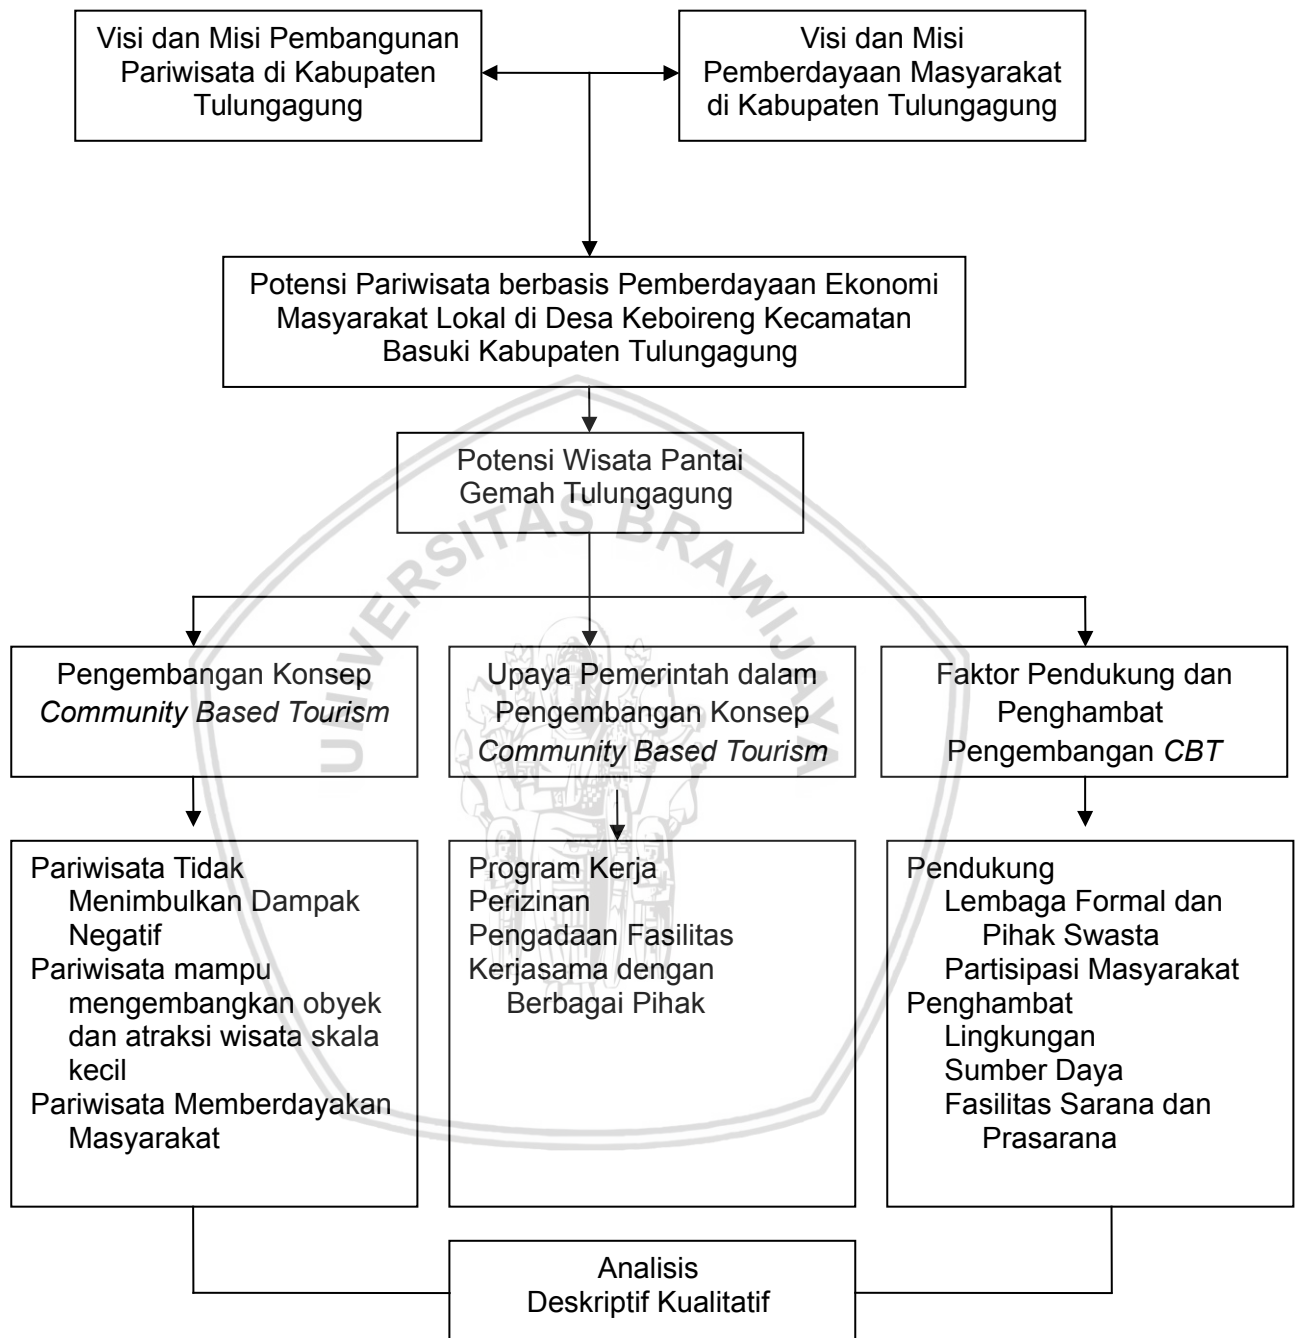 Visi dan Misi Pembangunan
Pariwisata di Kabupaten
Tulungagung
Visi dan Misi
Pemberdayaan Masyarakat
di Kabupaten Tulungagung
Potensi Pariwisata berbasis Pemberdayaan Ekonomi
Masyarakat Lokal di Desa Keboireng Kecamatan
Basuki Kabupaten Tulungagung
Potensi Wisata Pantai
Gemah Tulungagung
UNIVERSITAS BRAWIJAYA
Pengembangan Konsep
Community Based Tourism
Upaya Pemerintah dalam
Pengembangan Konsep
Community Based Tourism
Faktor Pendukung dan
Penghambat
Pengembangan CBT
Pariwisata Tidak
Menimbulkan Dampak
Negatif
Pariwisata mampu
mengembangkan obyek
dan atraksi wisata skala
kecil
Pariwisata Memberdayakan
Masyarakat
Program Kerja
Perizinan
Pengadaan Fasilitas
Kerjasama dengan
Berbagai Pihak
Pendukung
Lembaga Formal dan
Pihak Swasta
Partisipasi Masyarakat
Penghambat
Lingkungan
Sumber Daya
Fasilitas Sarana dan
Prasarana
Analisis
Deskriptif Kualitatif